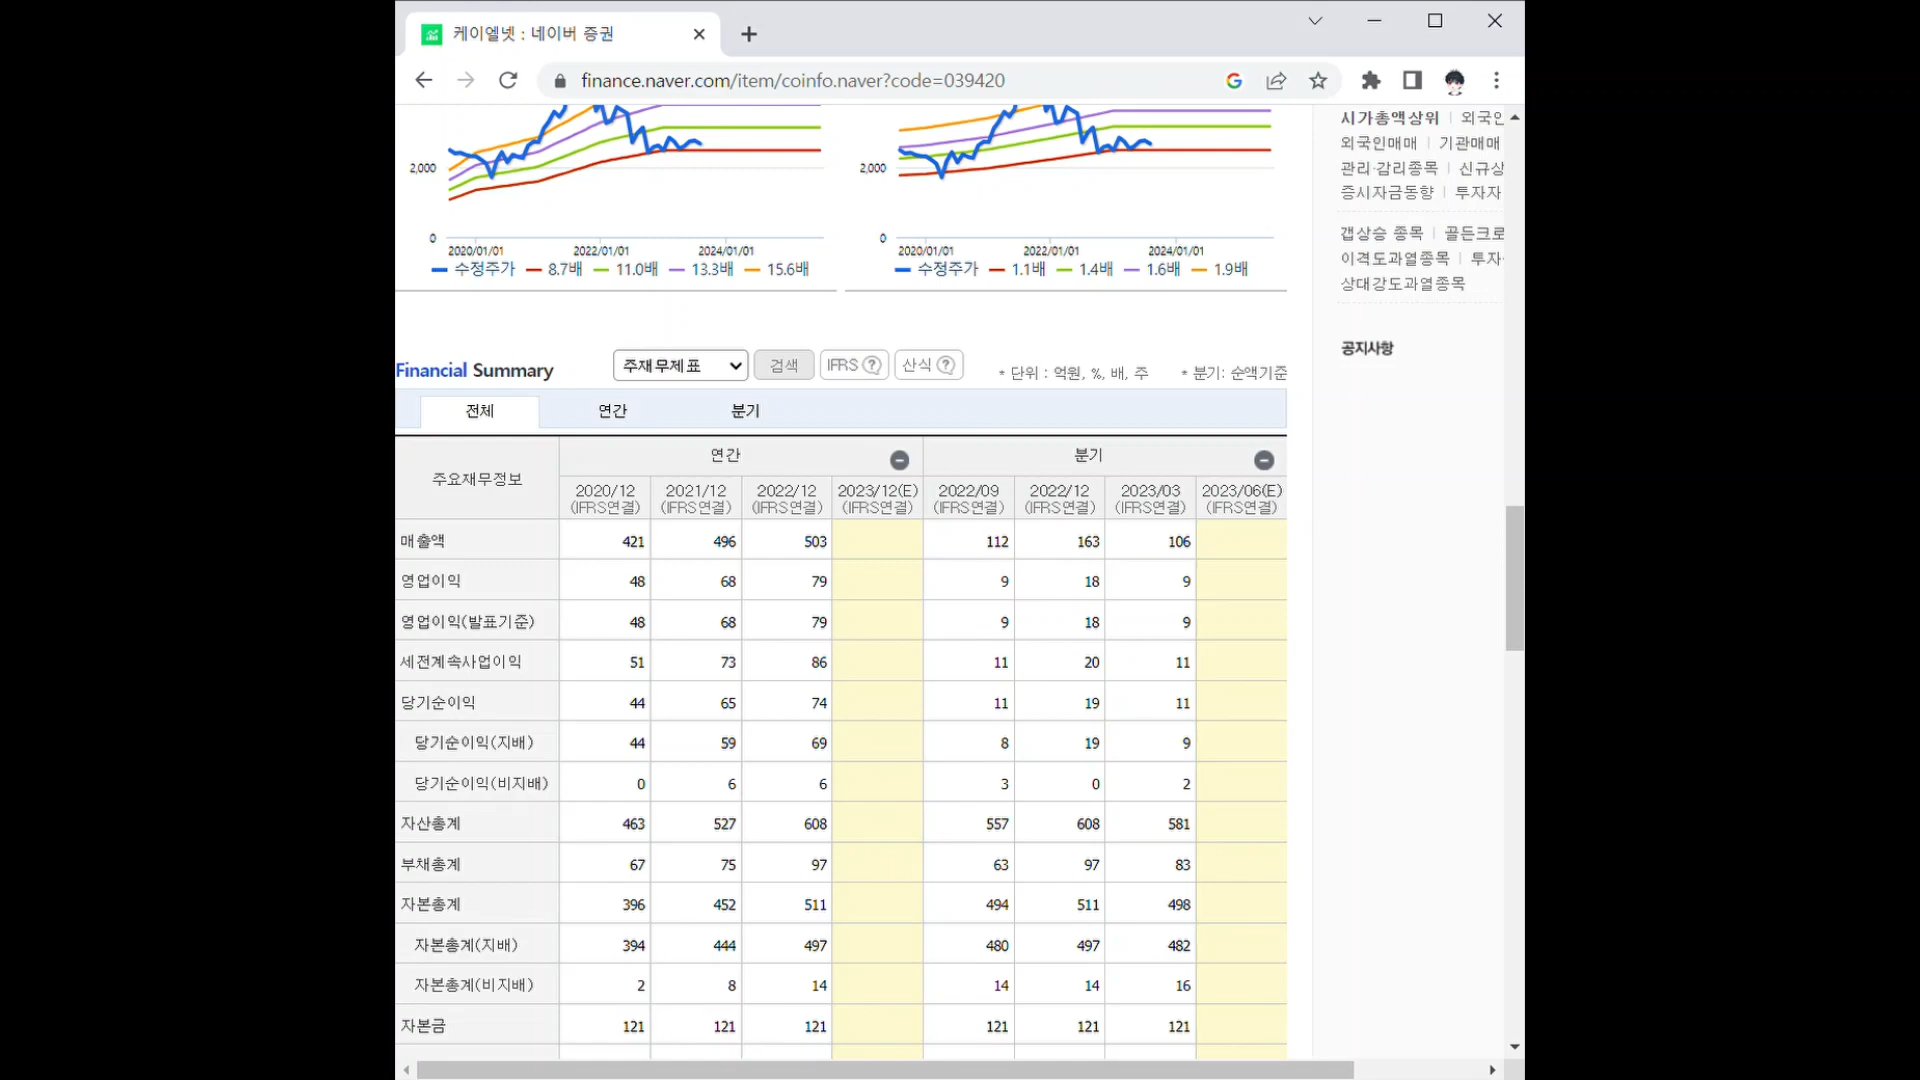 케이엘넷 : 네이버 증권
finance.naver.com/item/coinfo.naver?code=039420
2,000
0
2020/01/01 2022/01/01 2024/01/01
수정주가 8.7배 11.0배 13.3배 15.6배
2,000
0
2020/01/01 2022/01/01 2024/01/01
수정주가 1.1배 1.4배 1.6배 1.9배
시가총액상위 외국인
외국인매매 기관매매
관리·감리종목 신규상
증시자금동향 투자자
갭상승 종목 골든크로
이격도과열종목 투자
상대강도과열종목
공지사항
Financial Summary 주재무제표 검색 IFRS ? 산식 ? * 단위 : 억원, %, 배, 주 * 분기: 순액기준
전체 연간 분기
주요재무정보 연간 분기
2020/12 2021/12 2022/12 2023/12(E) 2022/09 2022/12 2023/03 2023/06(E)
(IFRS연결) (IFRS연결) (IFRS연결) (IFRS연결) (IFRS연결) (IFRS연결) (IFRS연결) (IFRS연결)
매출액 421 496 503 112 163 106
영업이익 48 68 79 9 18 9
영업이익(발표기준) 48 68 79 9 18 9
세전계속사업이익 51 73 86 11 20 11
당기순이익 44 65 74 11 19 11
당기순이익(지배) 44 59 69 8 19 9
당기순이익(비지배) 0 6 6 3 0 2
자산총계 463 527 608 557 608 581
부채총계 67 75 97 63 97 83
자본총계 396 452 511 494 511 498
자본총계(지배) 394 444 497 480 497 482
자본총계(비지배) 2 8 14 14 14 16
자본금 121 121 121 121 121 121